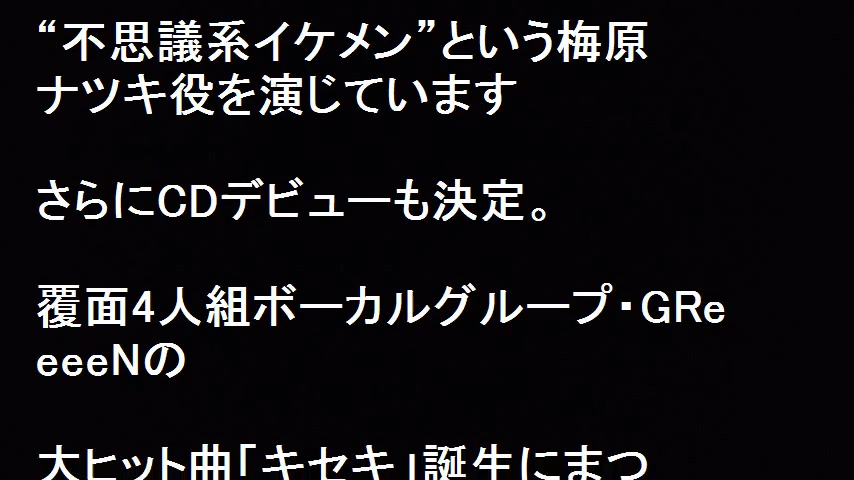 “不思議系イケメン”という梅原
ナツキ役を演じています
さらにCDデビューも決定。
覆面4人組ボーカルグループ・GRe
eeeNの
大ヒット曲「キセキ」誕生にまつ